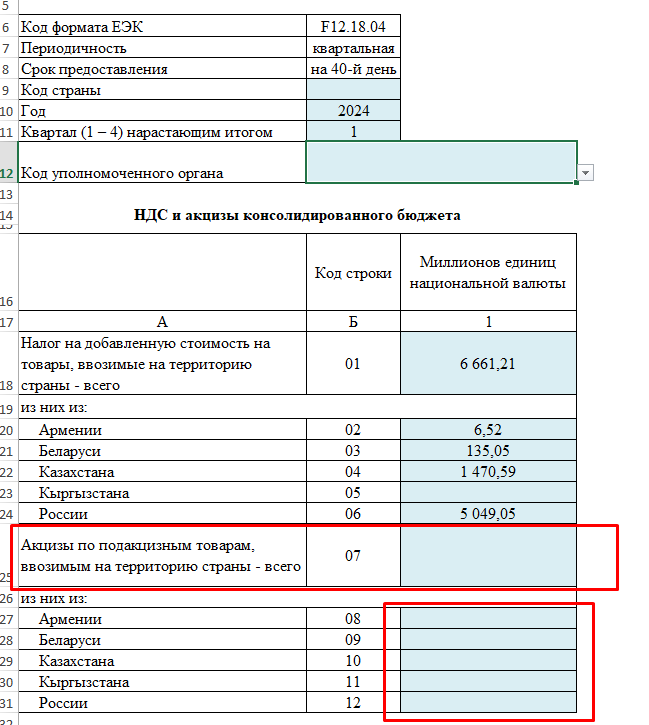 5
6 Код формата ЕЭК F12.18.04
7 Периодичность квартальная
8 Срок предоставления на 40-й день
9 Код страны
10 Год 2024
11 Квартал (1 – 4) нарастающим итогом 1
12 Код уполномоченного органа
13
14 НДС и акцизы консолидированного бюджета
15
Код строки
Миллионов единиц
национальной валюты
16
17 А Б 1
Налог на добавленную стоимость на
товары, ввозимые на территорию
страны - всего
01 6 661,21
18
19 из них из:
20 Армении 02 6,52
21 Беларуси 03 135,05
22 Казахстана 04 1 470,59
23 Кыргызстана 05
24 России 06 5 049,05
Акцизы по подакцизным товарам,
ввозимым на территорию страны - всего
07
25
26 из них из:
27 Армении 08
28 Беларуси 09
29 Казахстана 10
30 Кыргызстана 11
31 России 12
32